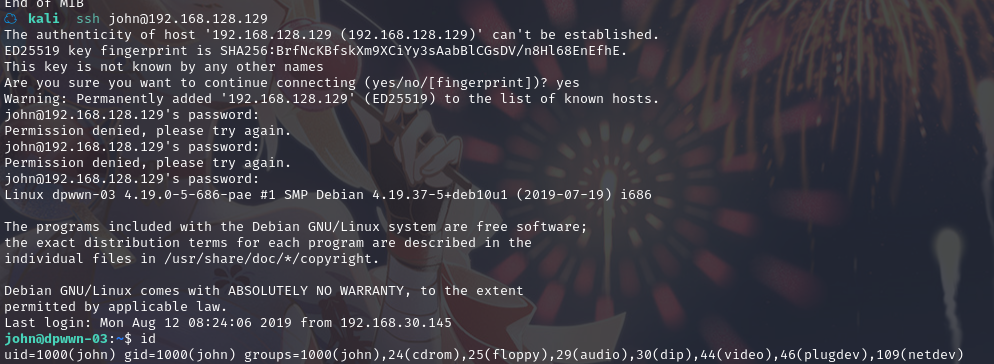 End of MIB
kali ssh john@192.168.128.129
The authenticity of host '192.168.128.129 (192.168.128.129)' can't be established.
ED25519 key fingerprint is SHA256:BrfNcKBfskXm9XCiYy3sAabBlCGsDV/n8Hl68EnEfhE.
This key is not known by any other names
Are you sure you want to continue connecting (yes/no/[fingerprint])? yes
Warning: Permanently added '192.168.128.129' (ED25519) to the list of known hosts.
john@192.168.128.129's password:
Permission denied, please try again.
john@192.168.128.129's password:
Permission denied, please try again.
john@192.168.128.129's password:
Linux dpwwn-03 4.19.0-5-686-pae #1 SMP Debian 4.19.37-5+deb10u1 (2019-07-19) i686
The programs included with the Debian GNU/Linux system are free software;
the exact distribution terms for each program are described in the
individual files in /usr/share/doc/*/copyright.
Debian GNU/Linux comes with ABSOLUTELY NO WARRANTY, to the extent
permitted by applicable law.
Last login: Mon Aug 12 08:24:06 2019 from 192.168.30.145
john@dpwwn-03:~$ id
uid=1000(john) gid=1000(john) groups=1000(john),24(cdrom),25(floppy),29(audio),30(dip),44(video),46(plugdev),109(netdev)